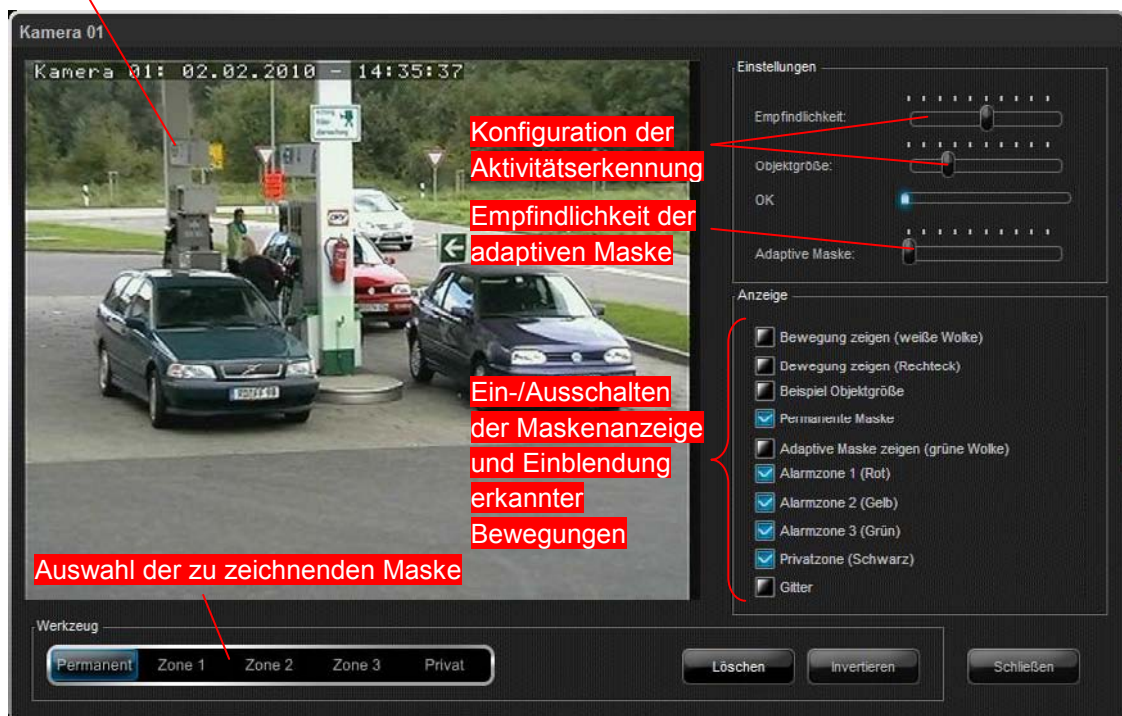 Kamera 01
Kamera 01: 02.02.2010 - 14:35:37
Konfiguration der
Aktivitätserkennung
Empfindlichkeit der
adaptiven Maske
Ein-/Ausschalten
der Maskenanzeige
und Einblendung
erkannter
Bewegungen
Auswahl der zu zeichnenden Maske
Einstellungen
Empfindlichkeit:
Objektgröße:
OK
Adaptive Maske:
Anzeige
Bewegung zeigen (weiße Wolke)
Bewegung zeigen (Rechteck)
Beispiel Objektgröße
Permanente Maske
Adaptive Maske zeigen (grüne Wolke)
Alarmzone 1 (Rot)
Alarmzone 2 (Gelb)
Alarmzone 3 (Grün)
Privatzone (Schwarz)
Gitter
Werkzeug
Permanent Zone 1 Zone 2 Zone 3 Privat
Löschen Invertieren Schließen